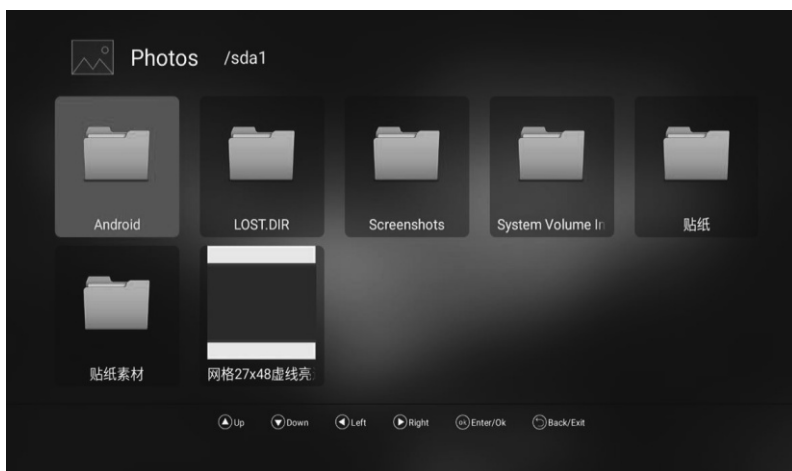 Photos /sda1
Android LOST.DIR Screenshots System Volume In 贴纸
贴纸素材 网格27x48虚线亮
Up Down Left Right ok Enter/Ok Back/Exit